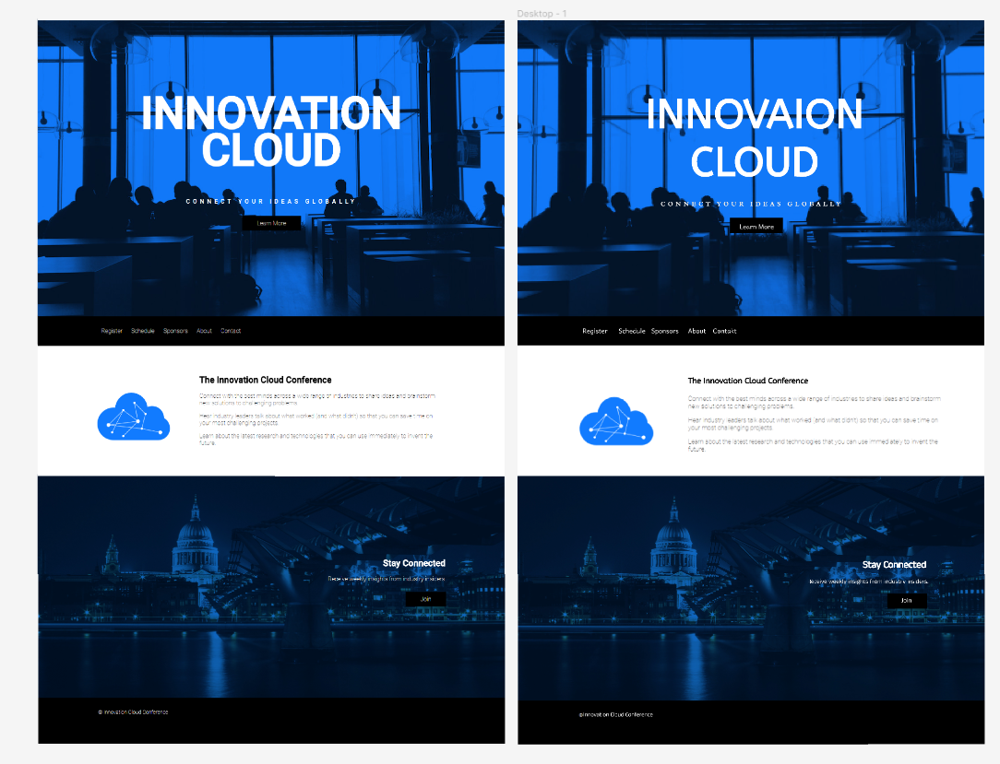 Desktop - 1
INNOVATION
CLOUD
CONNECT YOUR IDEAS GLOBALLY
Learn More
Register Schedule Sponsors About Contact
The Innovation Cloud Conference
Connect with the best minds across a wide range of industries to share ideas and brainstorm
new solutions to challenging problems.
Hear industry leaders talk about what worked (and what didn't) so that you can save time on
your most challenging projects.
Learn about the latest research and technologies that you can use immediately to invent the
future.
Stay Connected
Receive weekly insights from industry insiders.
Join
© Innovation Cloud Conference
INNOVAION
CLOUD
CONNECT YOUR IDEAS GLOBALLY
Learn More
Register Schedule Sponsors About Contakt
The Innovation Cloud Conference
Connect with the best minds across a wide range of industries to share ideas and brainstorm
new solutions to challenging problems.
Hear industry leaders talk about what worked (and what didn't) so that you can save time on
your most challenging projects
Learn about the latest research and technologies that you can use immediately to invent the
future.
Stay Connected
Receive weekly insights from industrie insiders.
Join
©Innovation Cloud Conference